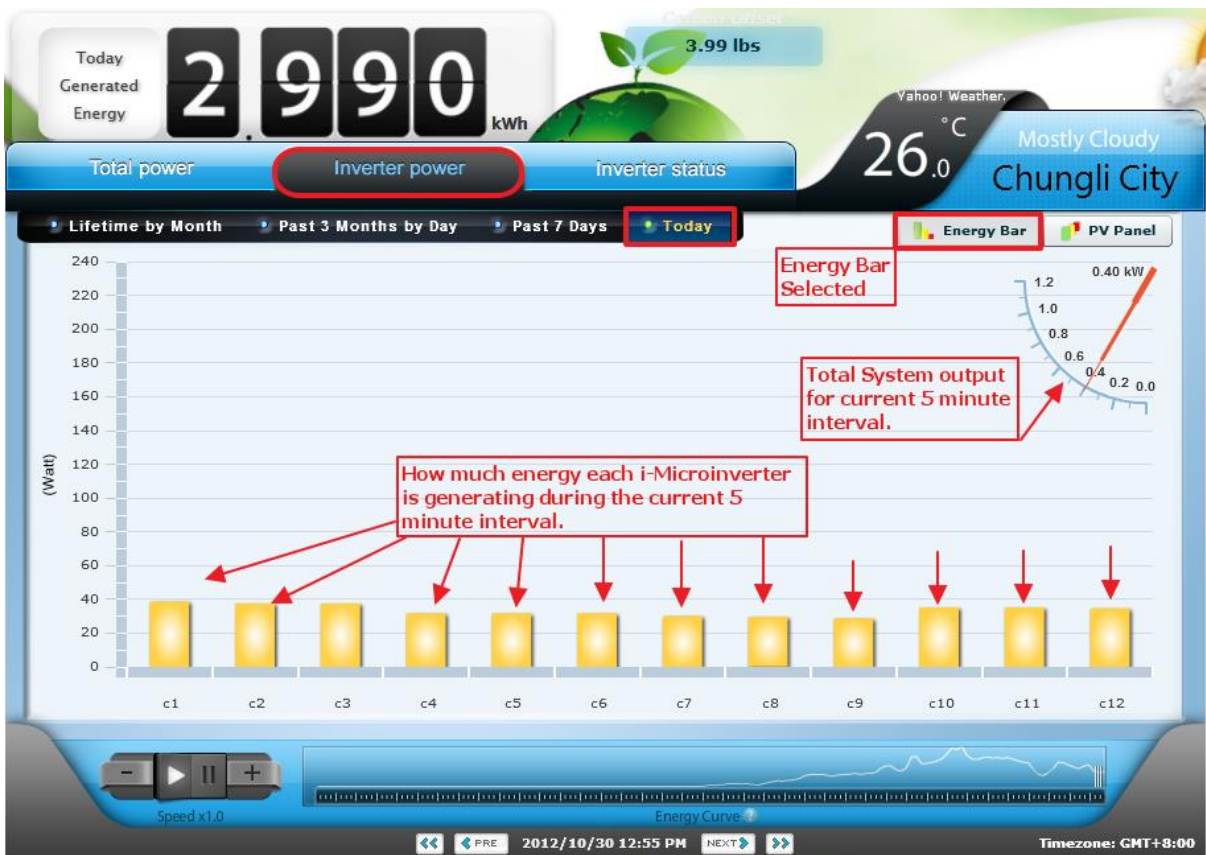 Carbon Offset
3.99 lbs
Today
Generated
Energy
2.990
kWh
Yahoo! Weather.
26.0 °C
Mostly Cloudy
Chungli City
Total power
Inverter power
Inverter status
Lifetime by Month
Past 3 Months by Day
Past 7 Days
Today
Energy Bar
PV Panel
Energy Bar
Selected
0.40 kW
1.2
1.0
0.8
0.6
0.4
0.2
0.0
Total System output
for current 5 minute
interval.
How much energy each i-Microinverter
is generating during the current 5
minute interval.
(Watt)
240
220
200
180
160
140
120
100
80
60
40
20
0
c1 c2 c3 c4 c5 c6 c7 c8 c9 c10 c11 c12
Speed x1.0
Energy Curve ?
PRE 2012/10/30 12:55 PM NEXT
Timezone: GMT+8:00